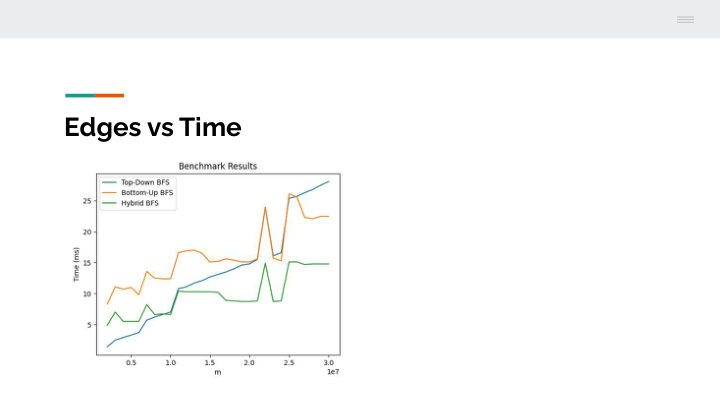 Edges vs Time
Benchmark Results
Top-Down BFS
Bottom-Up BFS
Hybrid BFS
Time (ms)
25
20
15
10
5
0.5 1.0 1.5 2.0 2.5 3.0
m
1e7